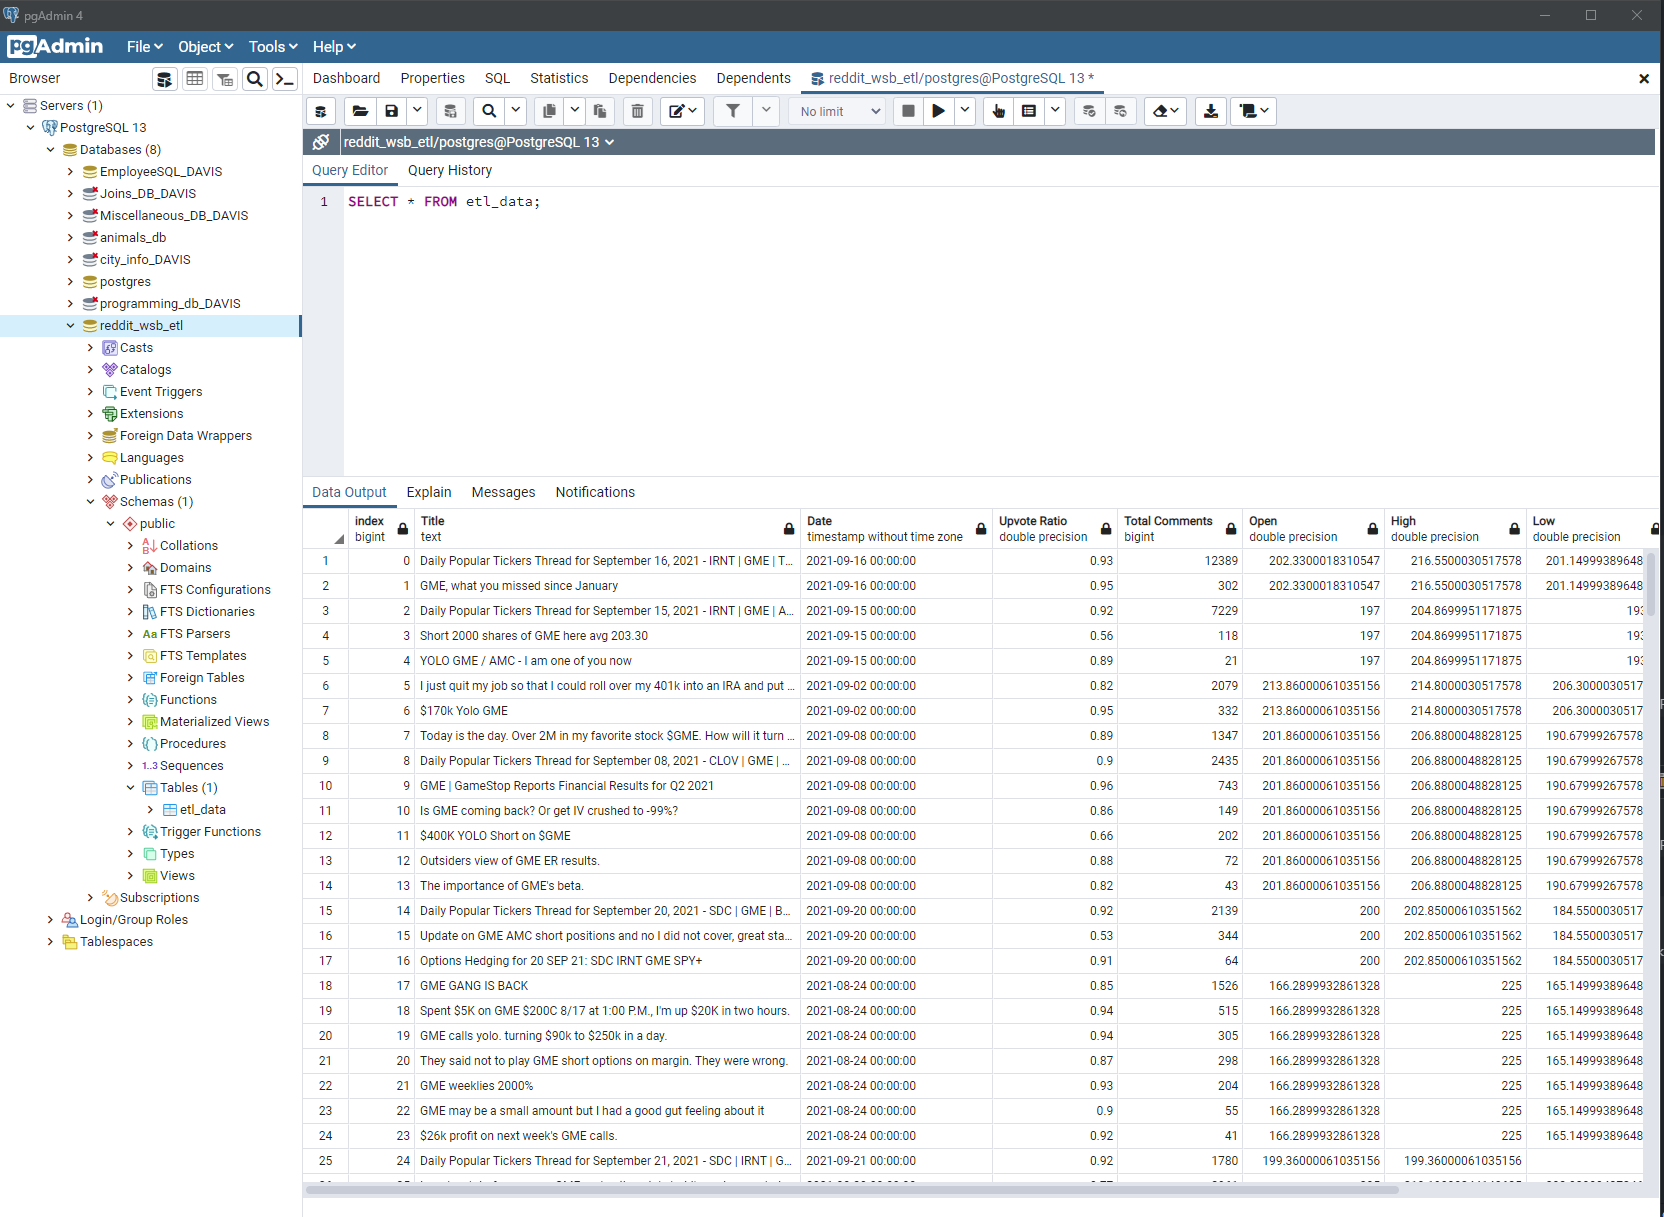 pgAdmin 4
pgAdmin File Object Tools Help
Browser
Dashboard Properties SQL Statistics Dependencies Dependents reddit_wsb_etl/postgres@PostgreSQL 13 *
No limit
reddit_wsb_etl/postgres@PostgreSQL 13
Query Editor Query History
1 SELECT * FROM etl_data;
Servers (1)
PostgreSQL 13
Databases (8)
EmployeeSQL_DAVIS
Joins_DB_DAVIS
Miscellaneous_DB_DAVIS
animals_db
city_info_DAVIS
postgres
programming_db_DAVIS
reddit_wsb_etl
Casts
Catalogs
Event Triggers
Extensions
Foreign Data Wrappers
Languages
Publications
Schemas (1)
public
Collations
Domains
FTS Configurations
FTS Dictionaries
Aa FTS Parsers
FTS Templates
Foreign Tables
Functions
Materialized Views
Procedures
1..3 Sequences
Tables (1)
etl_data
Trigger Functions
Types
Views
Subscriptions
Login/Group Roles
Tablespaces
Data Output Explain Messages Notifications
index Title Date Upvote Ratio Total Comments Open High Low
bigint text timestamp without time zone double precision bigint double precision double precision double precision
1 0 Daily Popular Tickers Thread for September 16, 2021 - IRNT | GME | T... 2021-09-16 00:00:00 0.93 12389 202.3300018310547 216.5500030517578 201.14999389648
2 1 GME, what you missed since January 2021-09-16 00:00:00 0.95 302 202.3300018310547 216.5500030517578 201.14999389648
3 2 Daily Popular Tickers Thread for September 15, 2021 - IRNT | GME | A... 2021-09-15 00:00:00 0.92 7229 197 204.8699951171875 193
4 3 Short 2000 shares of GME here avg 203.30 2021-09-15 00:00:00 0.56 118 197 204.8699951171875 193
5 4 YOLO GME / AMC - I am one of you now 2021-09-15 00:00:00 0.89 21 197 204.8699951171875 193
6 5 I just quit my job so that I could roll over my 401k into an IRA and put ... 2021-09-02 00:00:00 0.82 2079 213.86000061035156 214.8000030517578 206.3000030517
7 6 $170k Yolo GME 2021-09-02 00:00:00 0.95 332 213.86000061035156 214.8000030517578 206.3000030517
8 7 Today is the day. Over 2M in my favorite stock $GME. How will it turn ... 2021-09-08 00:00:00 0.89 1347 201.86000061035156 206.8800048828125 190.67999267578
9 8 Daily Popular Tickers Thread for September 08, 2021 - CLOV | GME | ... 2021-09-08 00:00:00 0.9 2435 201.86000061035156 206.8800048828125 190.67999267578
10 9 GME | GameStop Reports Financial Results for Q2 2021 2021-09-08 00:00:00 0.96 743 201.86000061035156 206.8800048828125 190.67999267578
11 10 Is GME coming back? Or get IV crushed to -99%? 2021-09-08 00:00:00 0.86 149 201.86000061035156 206.8800048828125 190.67999267578
12 11 $400K YOLO Short on $GME 2021-09-08 00:00:00 0.66 202 201.86000061035156 206.8800048828125 190.67999267578
13 12 Outsiders view of GME ER results. 2021-09-08 00:00:00 0.88 72 201.86000061035156 206.8800048828125 190.67999267578
14 13 The importance of GME's beta. 2021-09-08 00:00:00 0.82 43 201.86000061035156 206.8800048828125 190.67999267578
15 14 Daily Popular Tickers Thread for September 20, 2021 - SDC | GME | B... 2021-09-20 00:00:00 0.92 2139 200 202.85000610351562 184.5500030517
16 15 Update on GME AMC short positions and no I did not cover, great sta... 2021-09-20 00:00:00 0.53 344 200 202.85000610351562 184.5500030517
17 16 Options Hedging for 20 SEP 21: SDC IRNT GME SPY+ 2021-09-20 00:00:00 0.91 64 200 202.85000610351562 184.5500030517
18 17 GME GANG IS BACK 2021-08-24 00:00:00 0.85 1526 166.2899932861328 225 165.14999389648
19 18 Spent $5K on GME $200C 8/17 at 1:00 P.M., I'm up $20K in two hours. 2021-08-24 00:00:00 0.94 515 166.2899932861328 225 165.14999389648
20 19 GME calls yolo. turning $90k to $250k in a day. 2021-08-24 00:00:00 0.94 305 166.2899932861328 225 165.14999389648
21 20 They said not to play GME short options on margin. They were wrong. 2021-08-24 00:00:00 0.87 298 166.2899932861328 225 165.14999389648
22 21 GME weeklies 2000% 2021-08-24 00:00:00 0.93 204 166.2899932861328 225 165.14999389648
23 22 GME may be a small amount but I had a good gut feeling about it 2021-08-24 00:00:00 0.9 55 166.2899932861328 225 165.14999389648
24 23 $26k profit on next week's GME calls. 2021-08-24 00:00:00 0.92 41 166.2899932861328 225 165.14999389648
25 24 Daily Popular Tickers Thread for September 21, 2021 - SDC | IRNT | G... 2021-09-21 00:00:00 0.92 1780 199.36000061035156 199.36000061035156